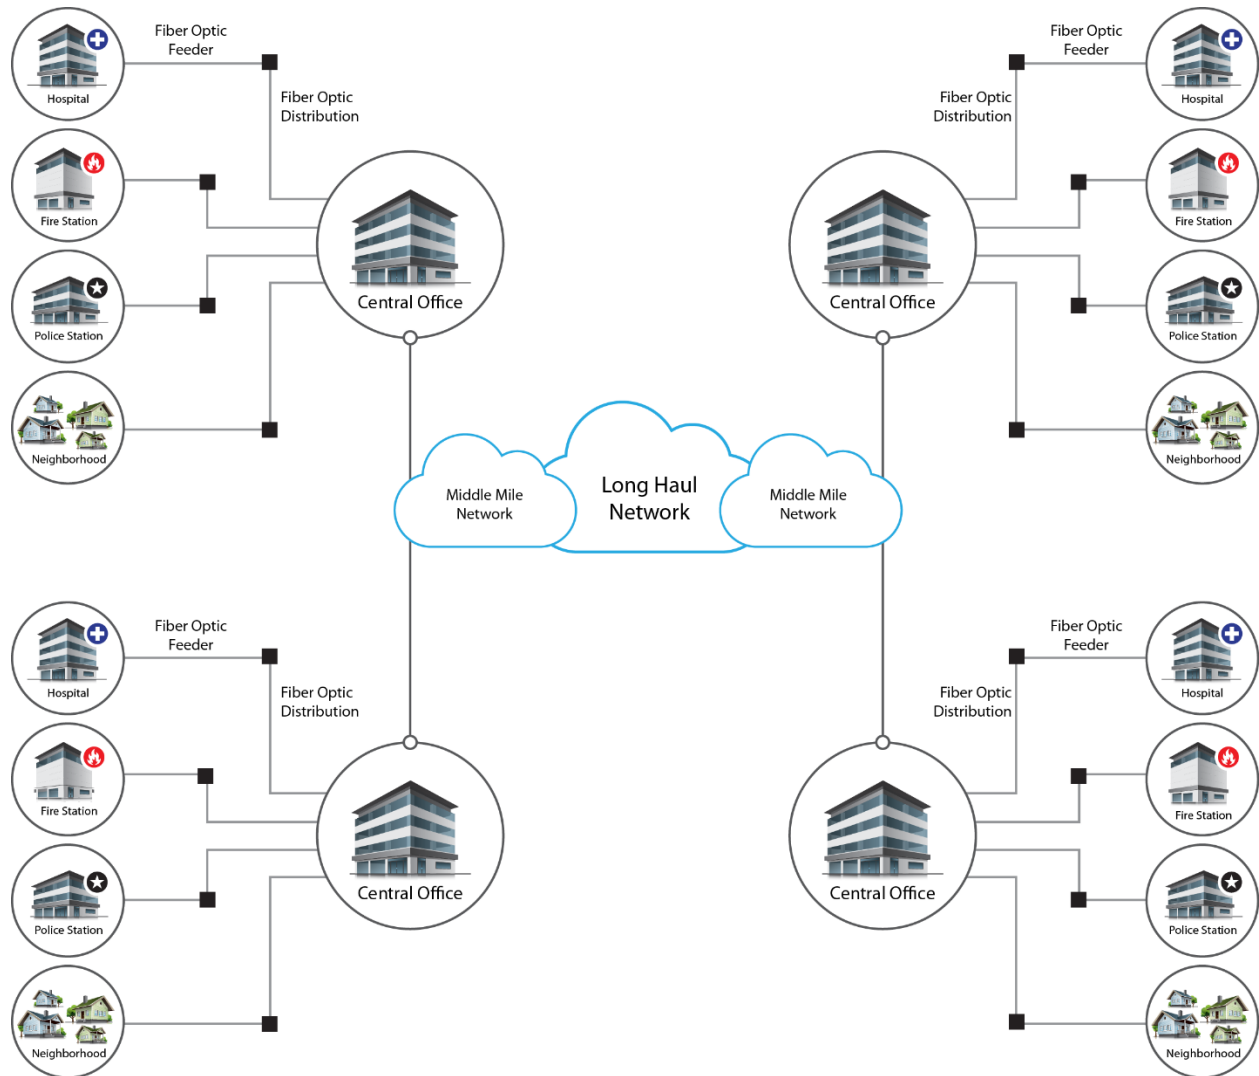 Fiber Optic
Feeder
Hospital
Fiber Optic
Distribution
Fire Station
Central Office
Police Station
Neighborhood
Fiber Optic
Feeder
Hospital
Fiber Optic
Distribution
Fire Station
Central Office
Police Station
Neighborhood
Middle Mile
Network
Long Haul
Network
Middle Mile
Network
Fiber Optic
Feeder
Hospital
Fiber Optic
Distribution
Fire Station
Central Office
Police Station
Neighborhood
Fiber Optic
Feeder
Hospital
Fiber Optic
Distribution
Fire Station
Central Office
Police Station
Neighborhood